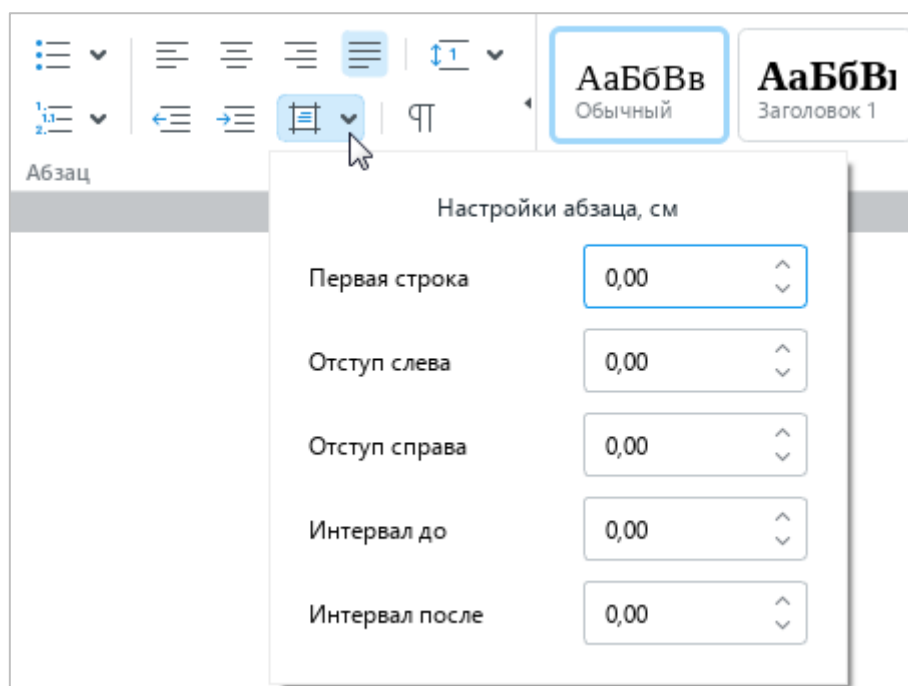 АаБбВв
Обычный
АаБбВı
Заголовок 1
Абзац
Настройки абзаца, см
Первая строка 0,00
Отступ слева 0,00
Отступ справа 0,00
Интервал до 0,00
Интервал после 0,00